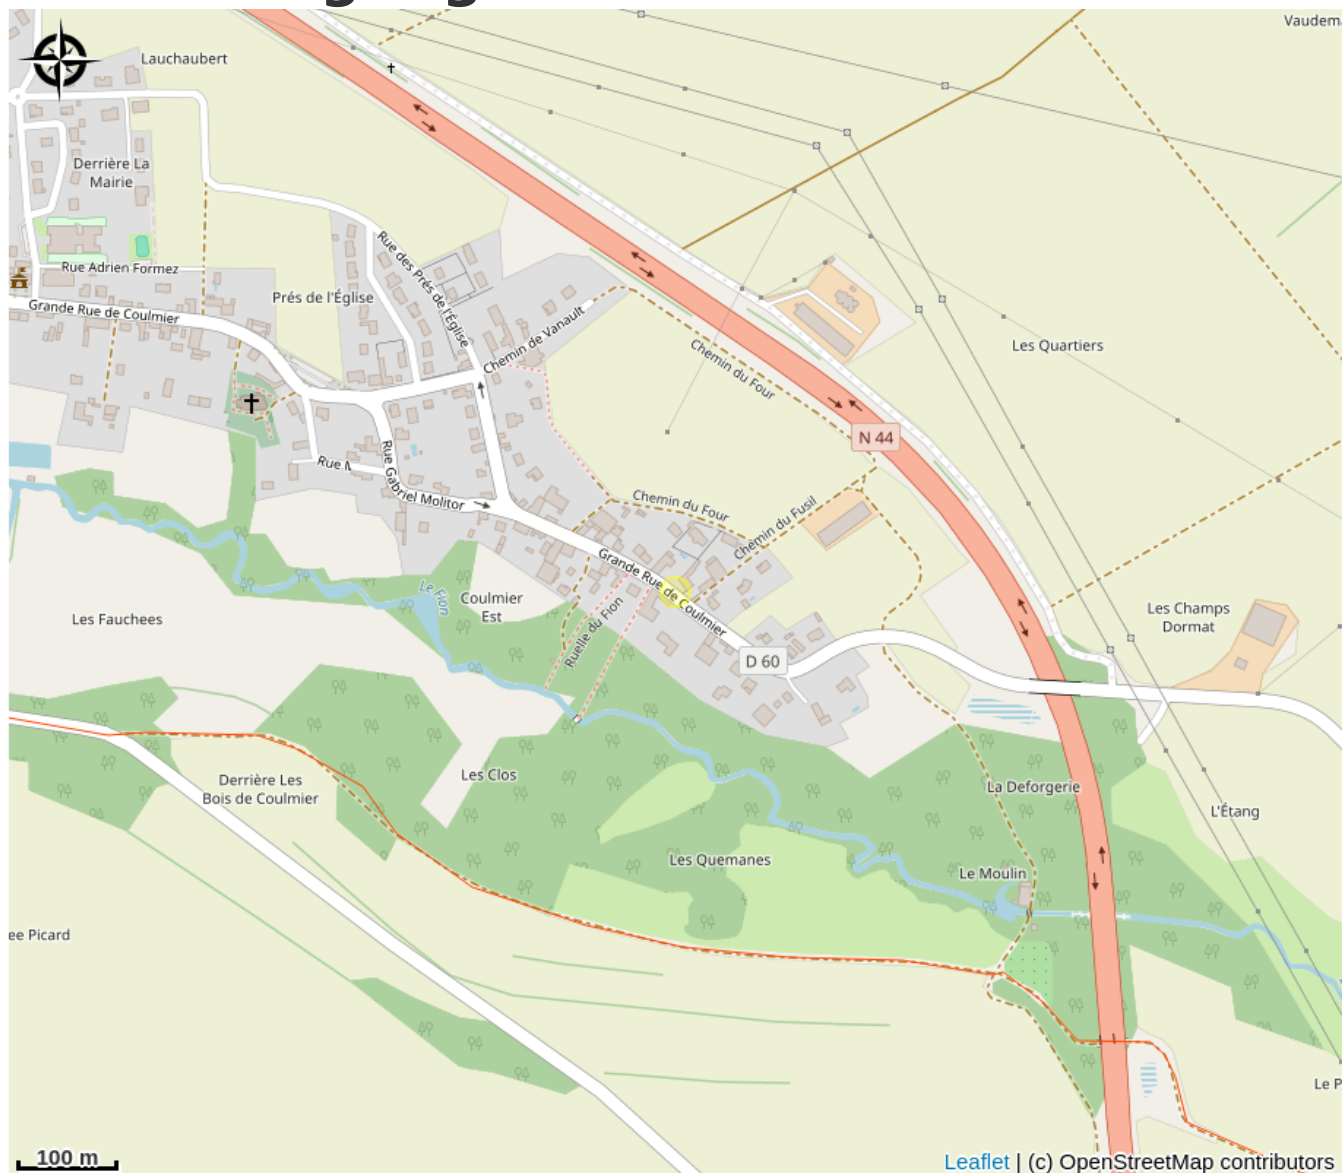 Vaudem
Lauchaubert
Derrière La
Mairie
Rue Adrien Formez
Grande Rue de Coulmier
Prés de l'Église
Rue des Prés de l'Église
Chemin de Vanault
Les Quartiers
Chemin du Four
N 44
Rue M
Rue Gabriel Molitor
Chemin du Four
Chemin du Fusil
Grande Rue de Coulmier
Le Fion
Coulmier
Est
Ruelle du Fion
Les Fauchees
Les Champs
Dormat
D 60
Derrière Les
Bois de Coulmier
Les Clos
La Deforgerie
L'Étang
Les Quemanes
Le Moulin
ee Picard
Le P
100 m
Leaflet | (c) OpenStreetMap contributors